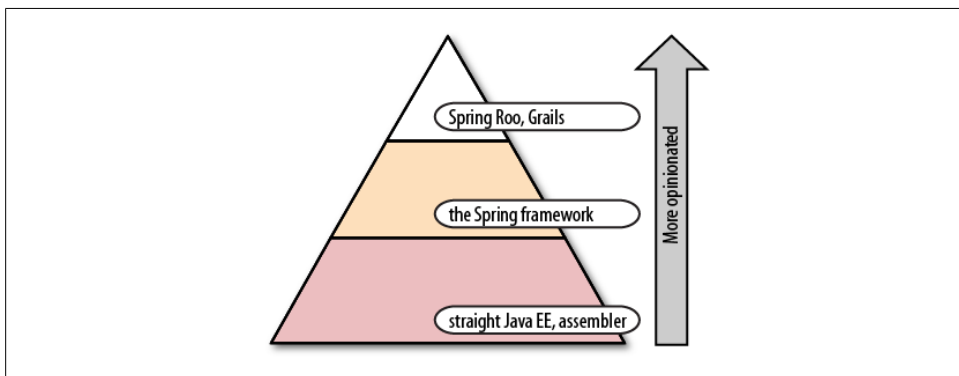 Spring Roo, Grails
the Spring framework
straight Java EE, assembler
More opinionated